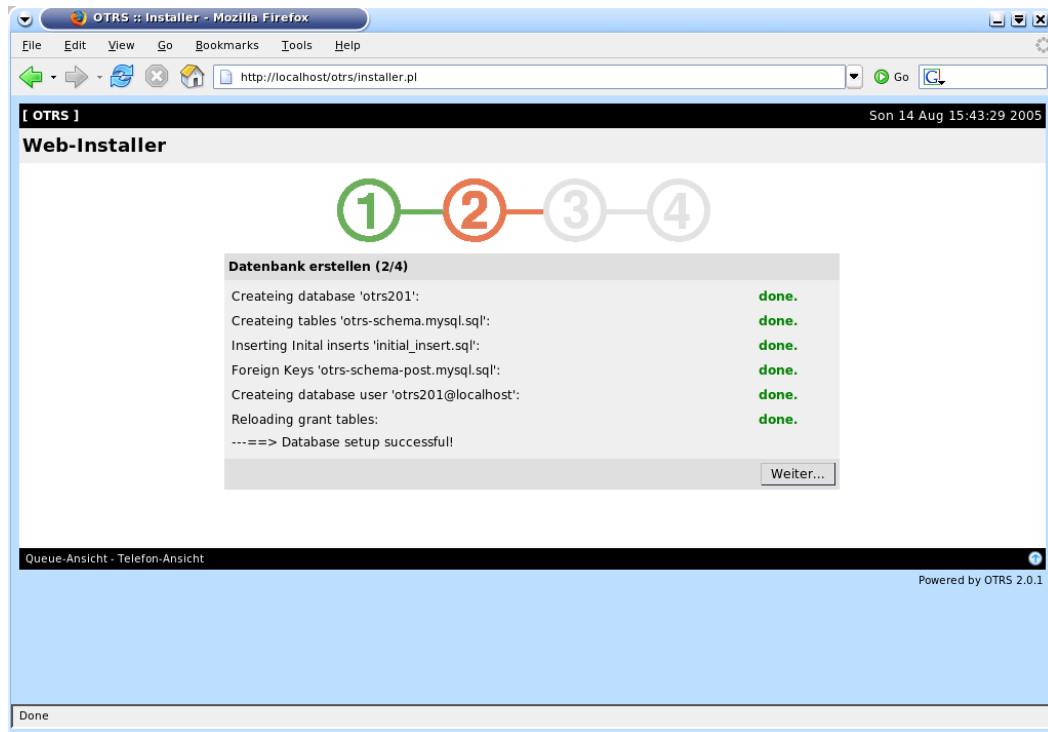 OTRS :: Installer - Mozilla Firefox
File Edit View Go Bookmarks Tools Help
http://localhost/otrs/installer.pl Go G
[ OTRS ] Son 14 Aug 15:43:29 2005
Web-Installer
1 2 3 4
Datenbank erstellen (2/4)
Createing database 'otrs201': done.
Createing tables 'otrs-schema.mysql.sql': done.
Inserting Inital inserts 'initial_insert.sql': done.
Foreign Keys 'otrs-schema-post.mysql.sql': done.
Createing database user 'otrs201@localhost': done.
Reloading grant tables: done.
---==> Database setup successful!
Weiter...
Queue-Ansicht - Telefon-Ansicht
Powered by OTRS 2.0.1
Done